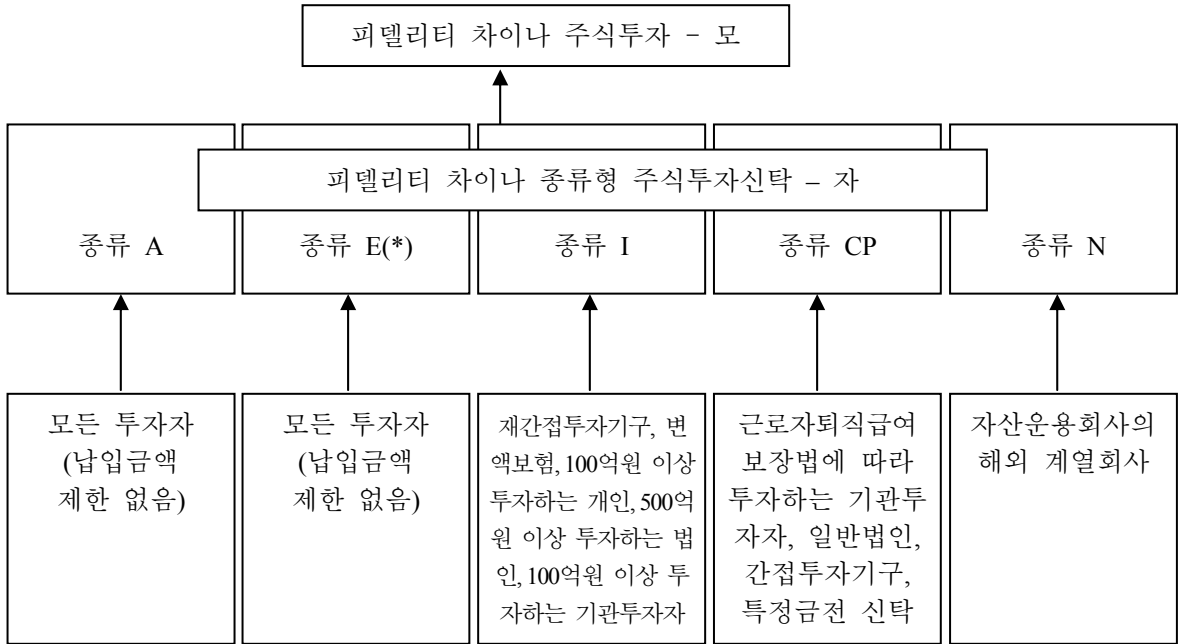 피델리티 차이나 주식투자 - 모
피델리티 차이나 종류형 주식투자신탁 – 자
종류 A
종류 E(*)
종류 I
종류 CP
종류 N
모든 투자자
(납입금액
제한 없음)
모든 투자자
(납입금액
제한 없음)
재간접투자기구, 변
액보험, 100억원 이상
투자하는 개인, 500억
원 이상 투자하는 법
인, 100억원 이상 투
자하는 기관투자자
근로자퇴직급여
보장법에 따라
투자하는 기관투
자자, 일반법인,
간접투자기구,
특정금전 신탁
자산운용회사의
해외 계열회사